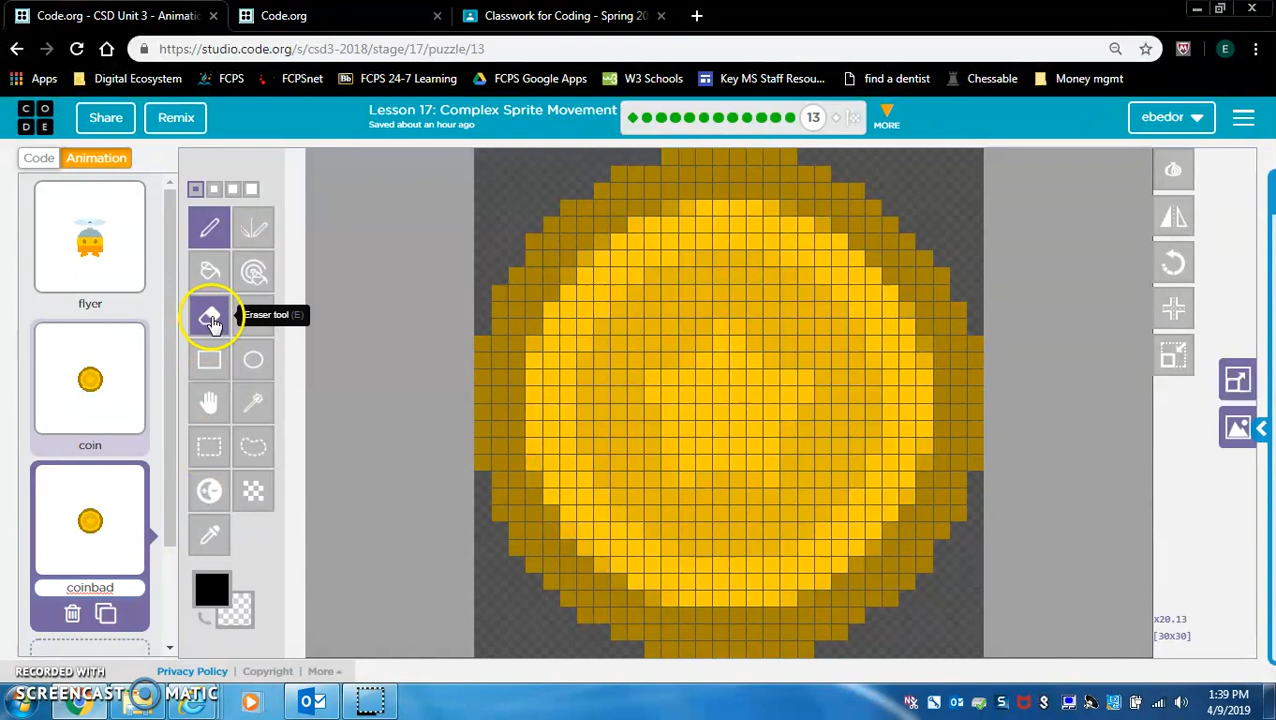 Code.org - CSD Unit 3 - Animatic
Code.org
Classwork for Coding - Spring 20
https://studio.code.org/s/csd3-2018/stage/17/puzzle/13
E
Apps
Digital Ecosystem
FCPS
FCPSnet
Bb FCPS 24-7 Learning
FCPS Google Apps
W3 Schools
Key MS Staff Resou...
find a dentist
Chessable
Money mgmt
C O
D E
Share
Remix
Lesson 17: Complex Sprite Movement
Saved about an hour ago
13
MORE
ebedor
Code
Animation
flyer
coin
coinbad
Eraser tool (E)
x20.13
[30x30]
RECORDED WITH
SCREENCAST MATIC
Privacy Policy
Copyright
More
1:39 PM
4/9/2019